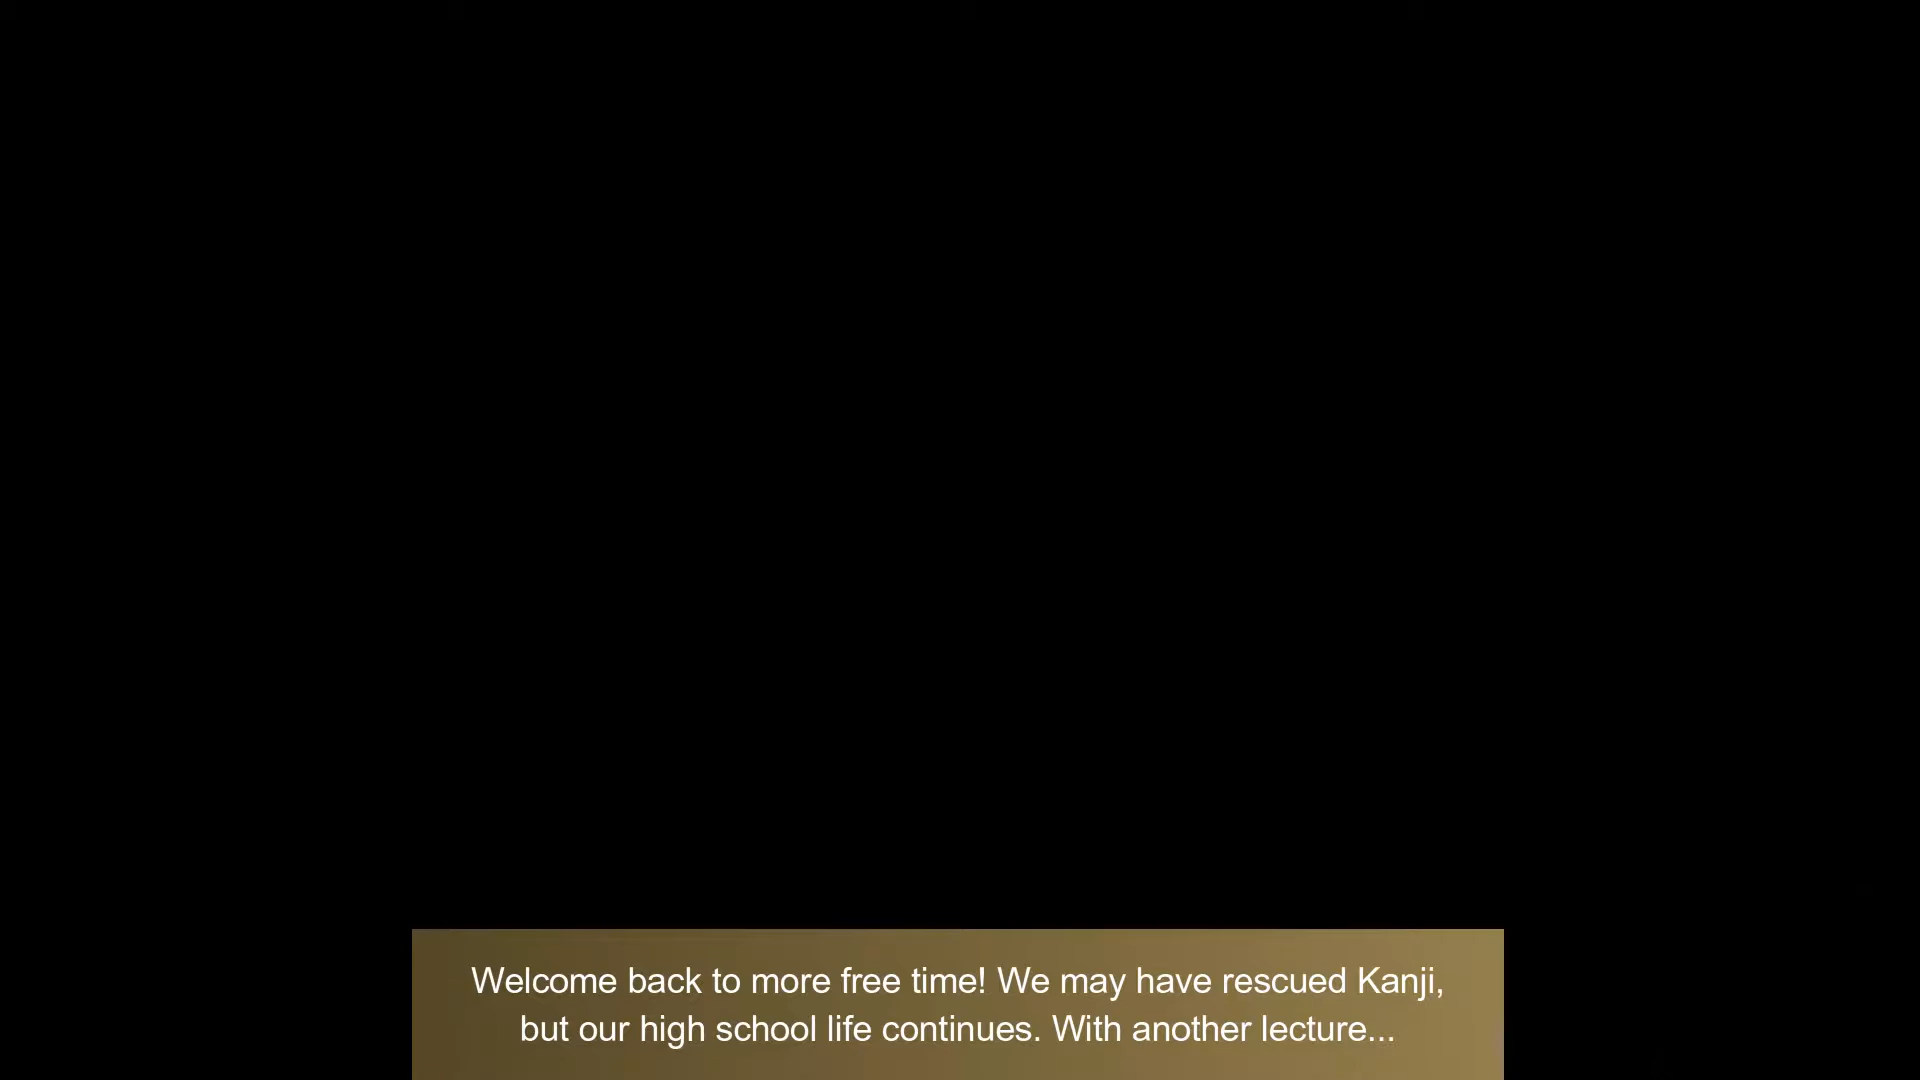 Welcome back to more free time! We may have rescued Kanji,
but our high school life continues. With another lecture...